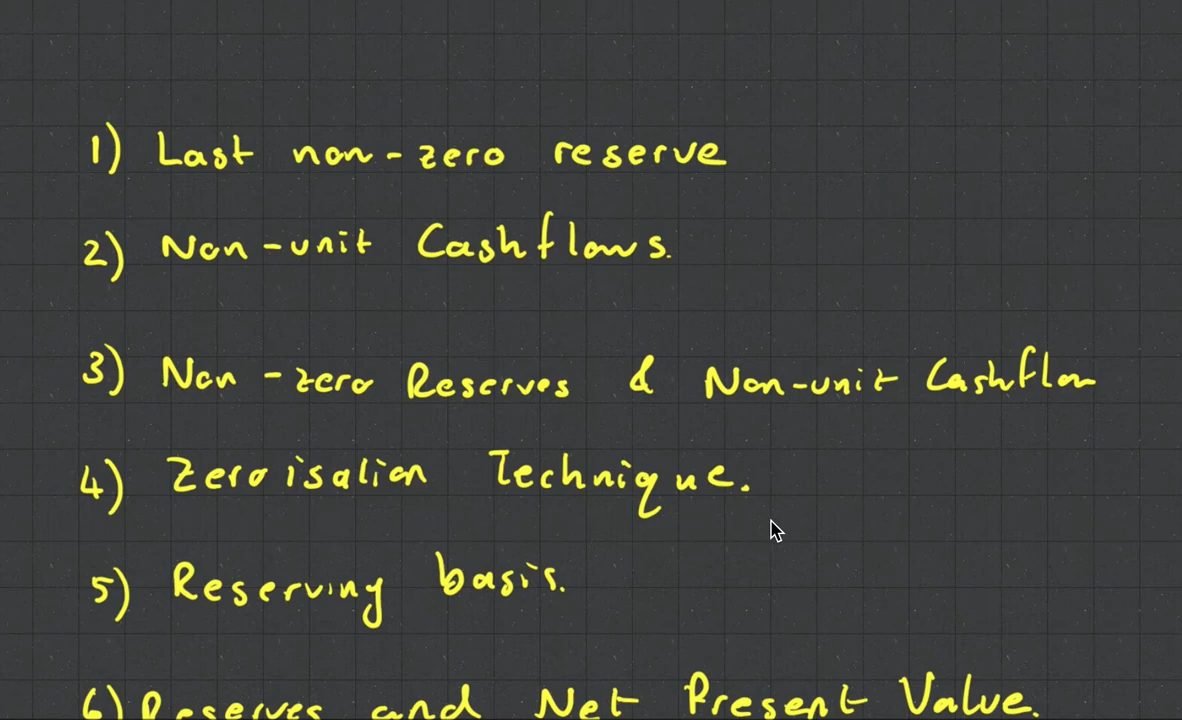 1) Last non-zero reserve
2) Non-unit Cashflows.
3) Non-zero Reserves & Non-unit Cashflow
4) Zeroisation Technique.
5) Reserving basis.
6) Reserves and Net Present Value.